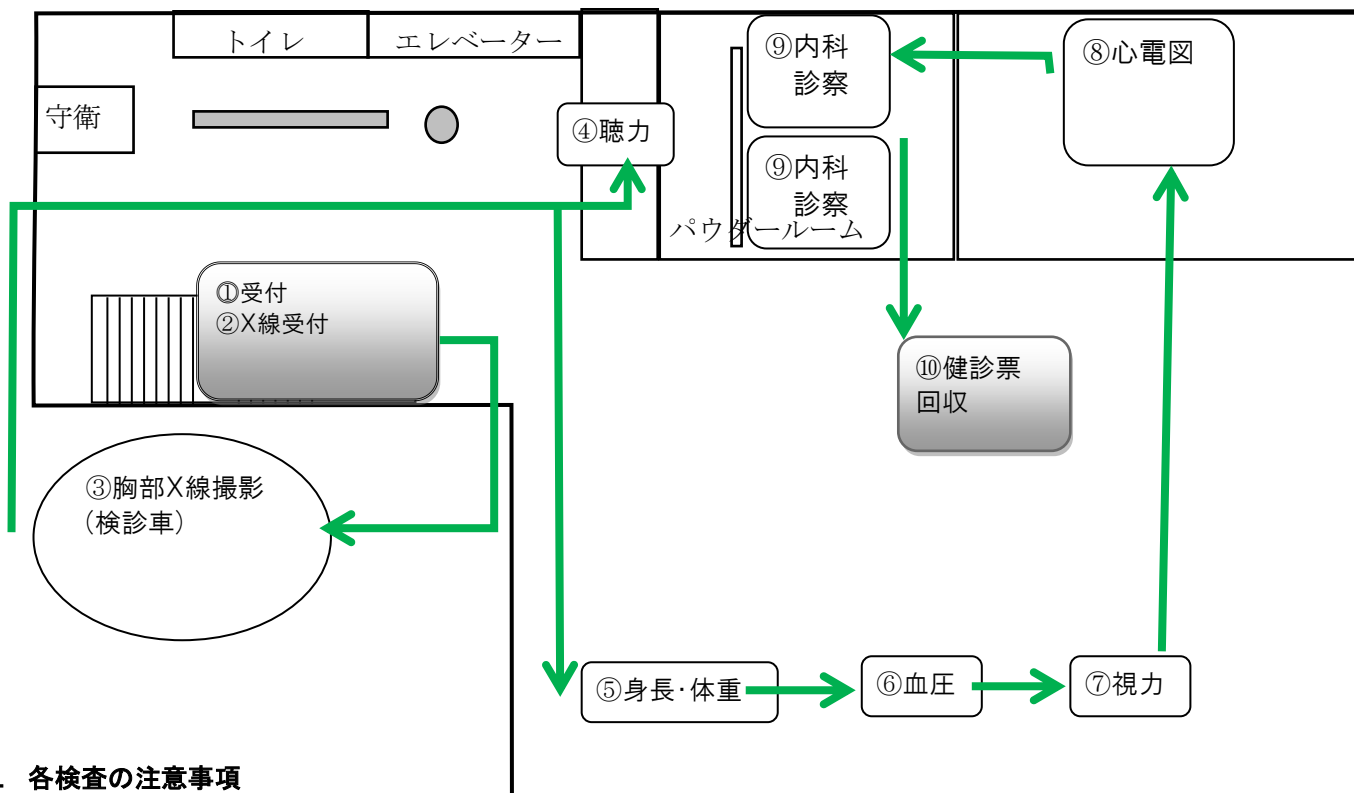 トイレ
エレベーター
守衛
④聴力
⑨内科
診察
⑨内科
診察
パウダールーム
⑧心電図
①受付
②X線受付
⑩健診票
回収
③胸部X線撮影
(検診車)
⑤身長・体重
⑥血圧
⑦視力
各検査の注意事項